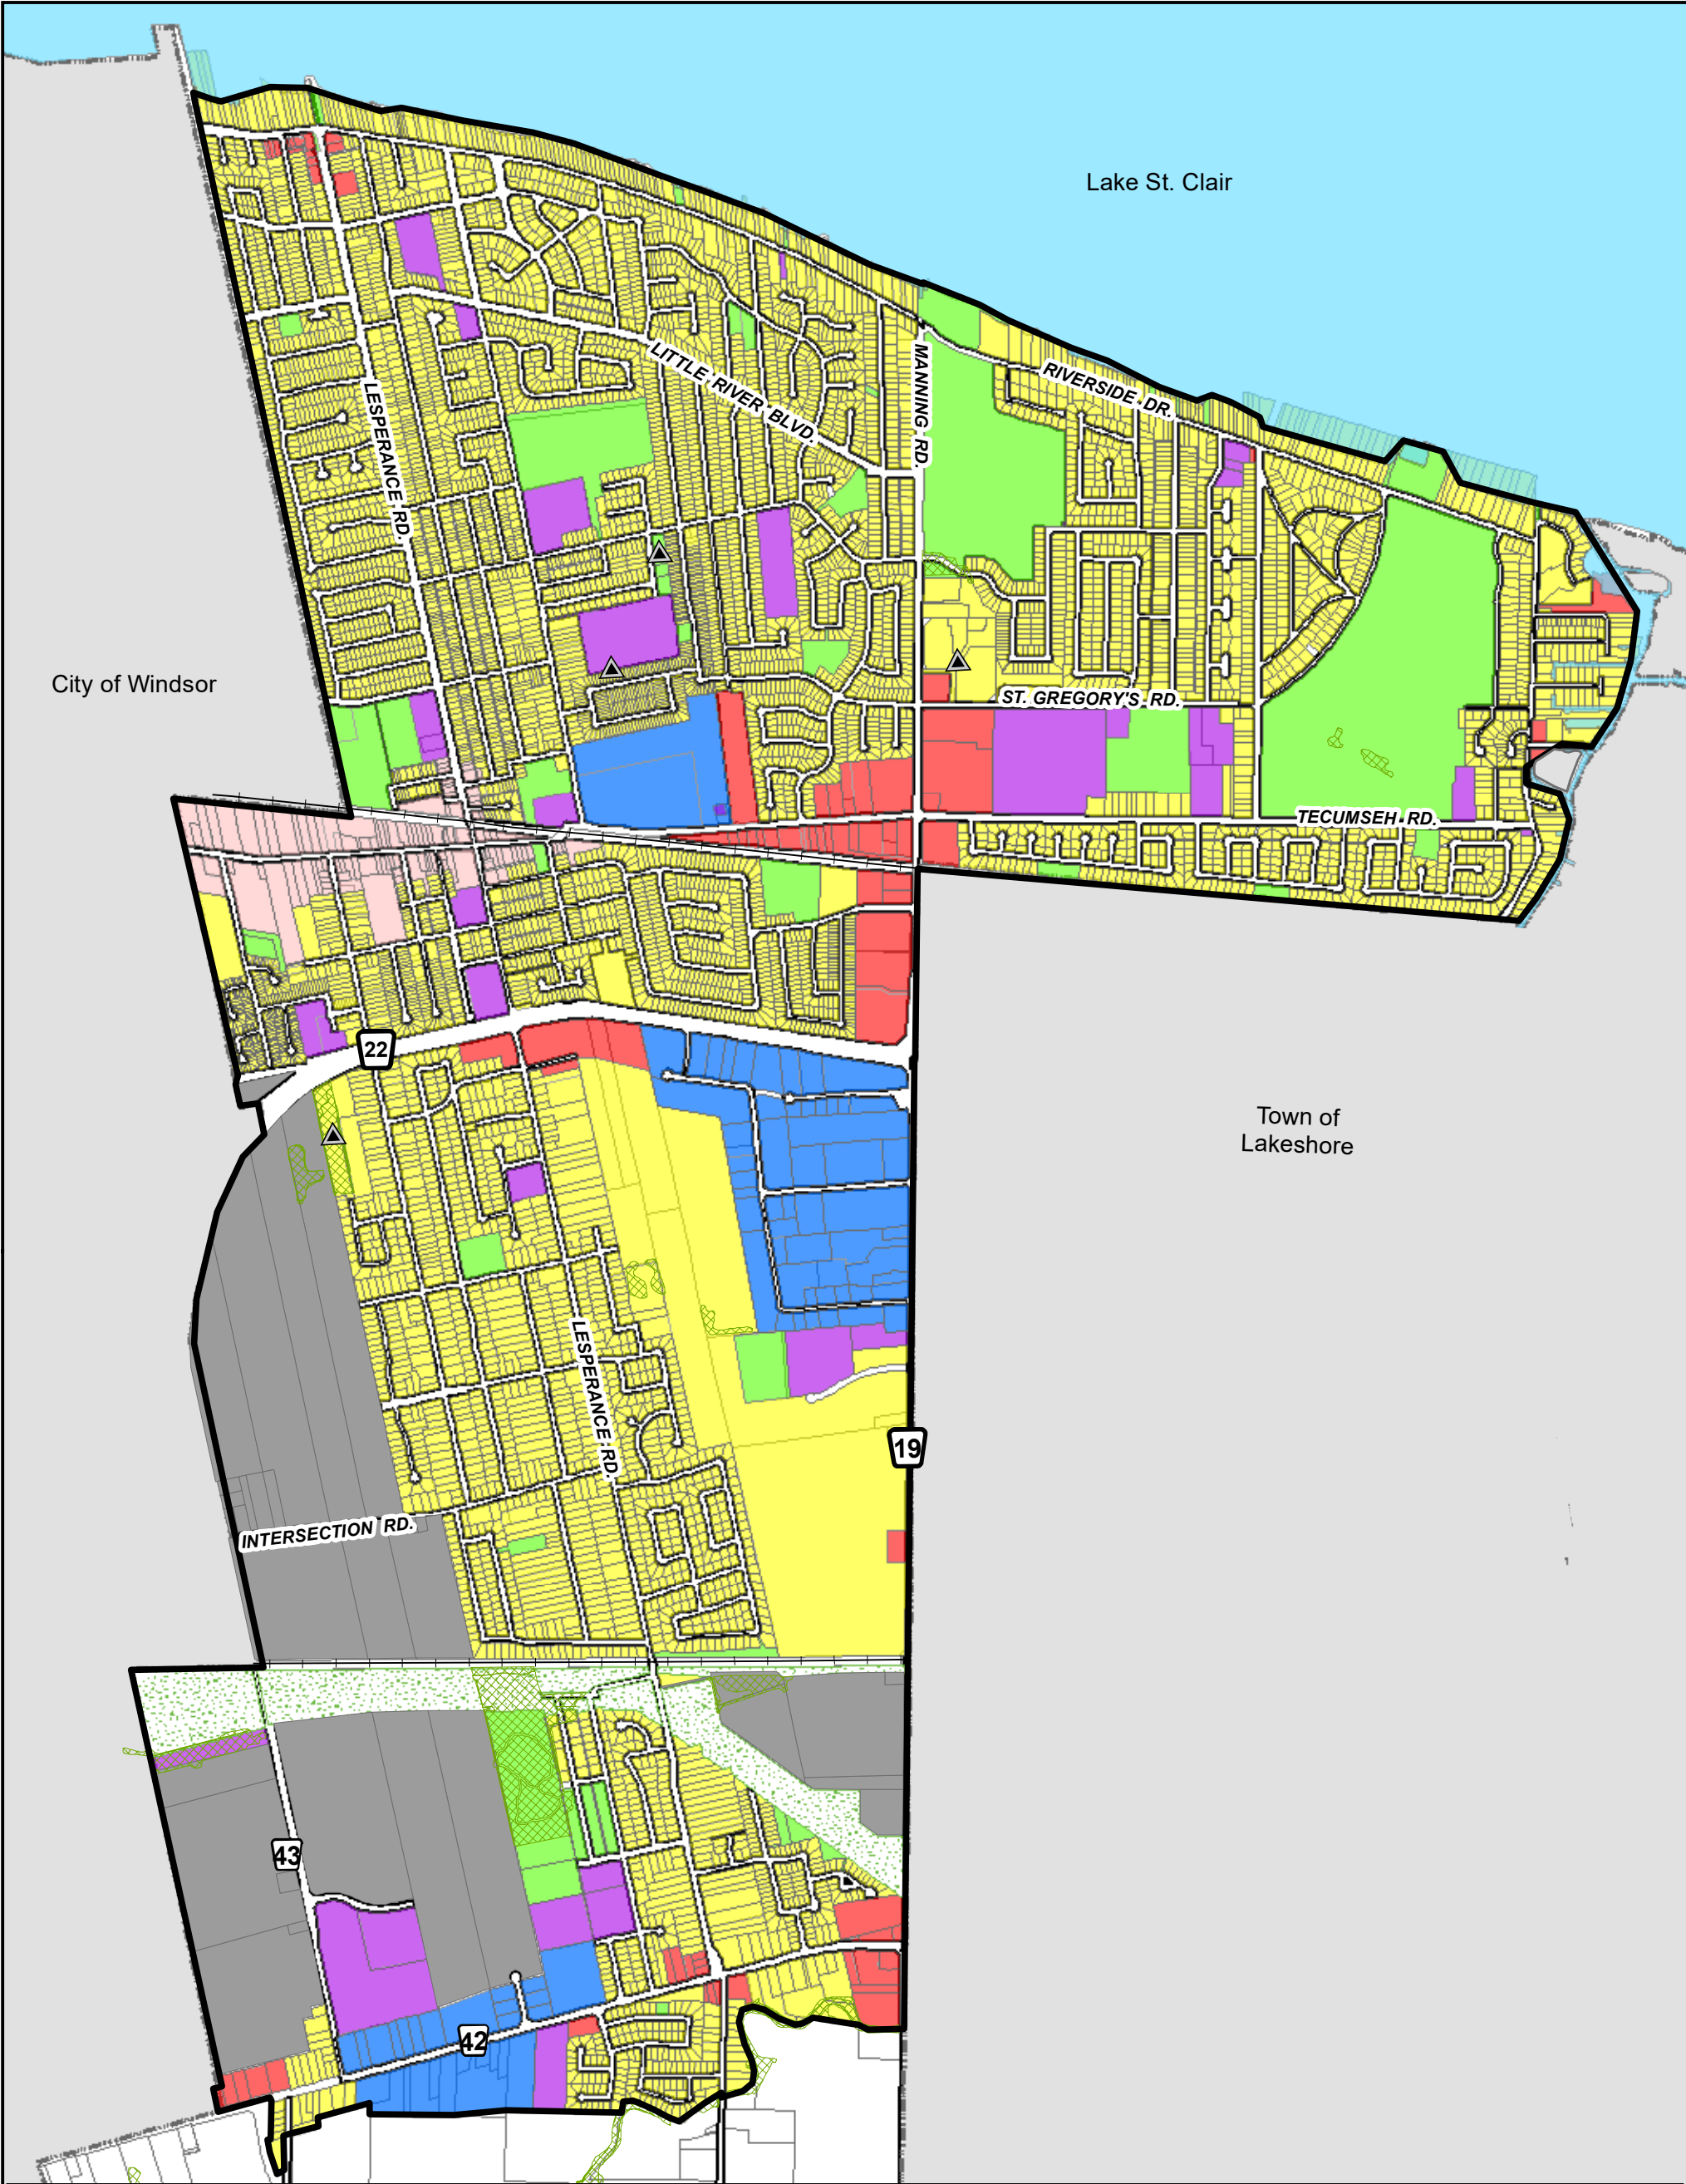 Lake St. Clair
LITTLE RIVER BLVD.
MANNING RD.
RIVERSIDE DR.
LESPERANCE RD.
City of Windsor
ST. GREGORY'S RD.
TECUMSEH RD.
22
Town of
Lakeshore
LESPERANCE RD.
19
INTERSECTION RD.
43
42